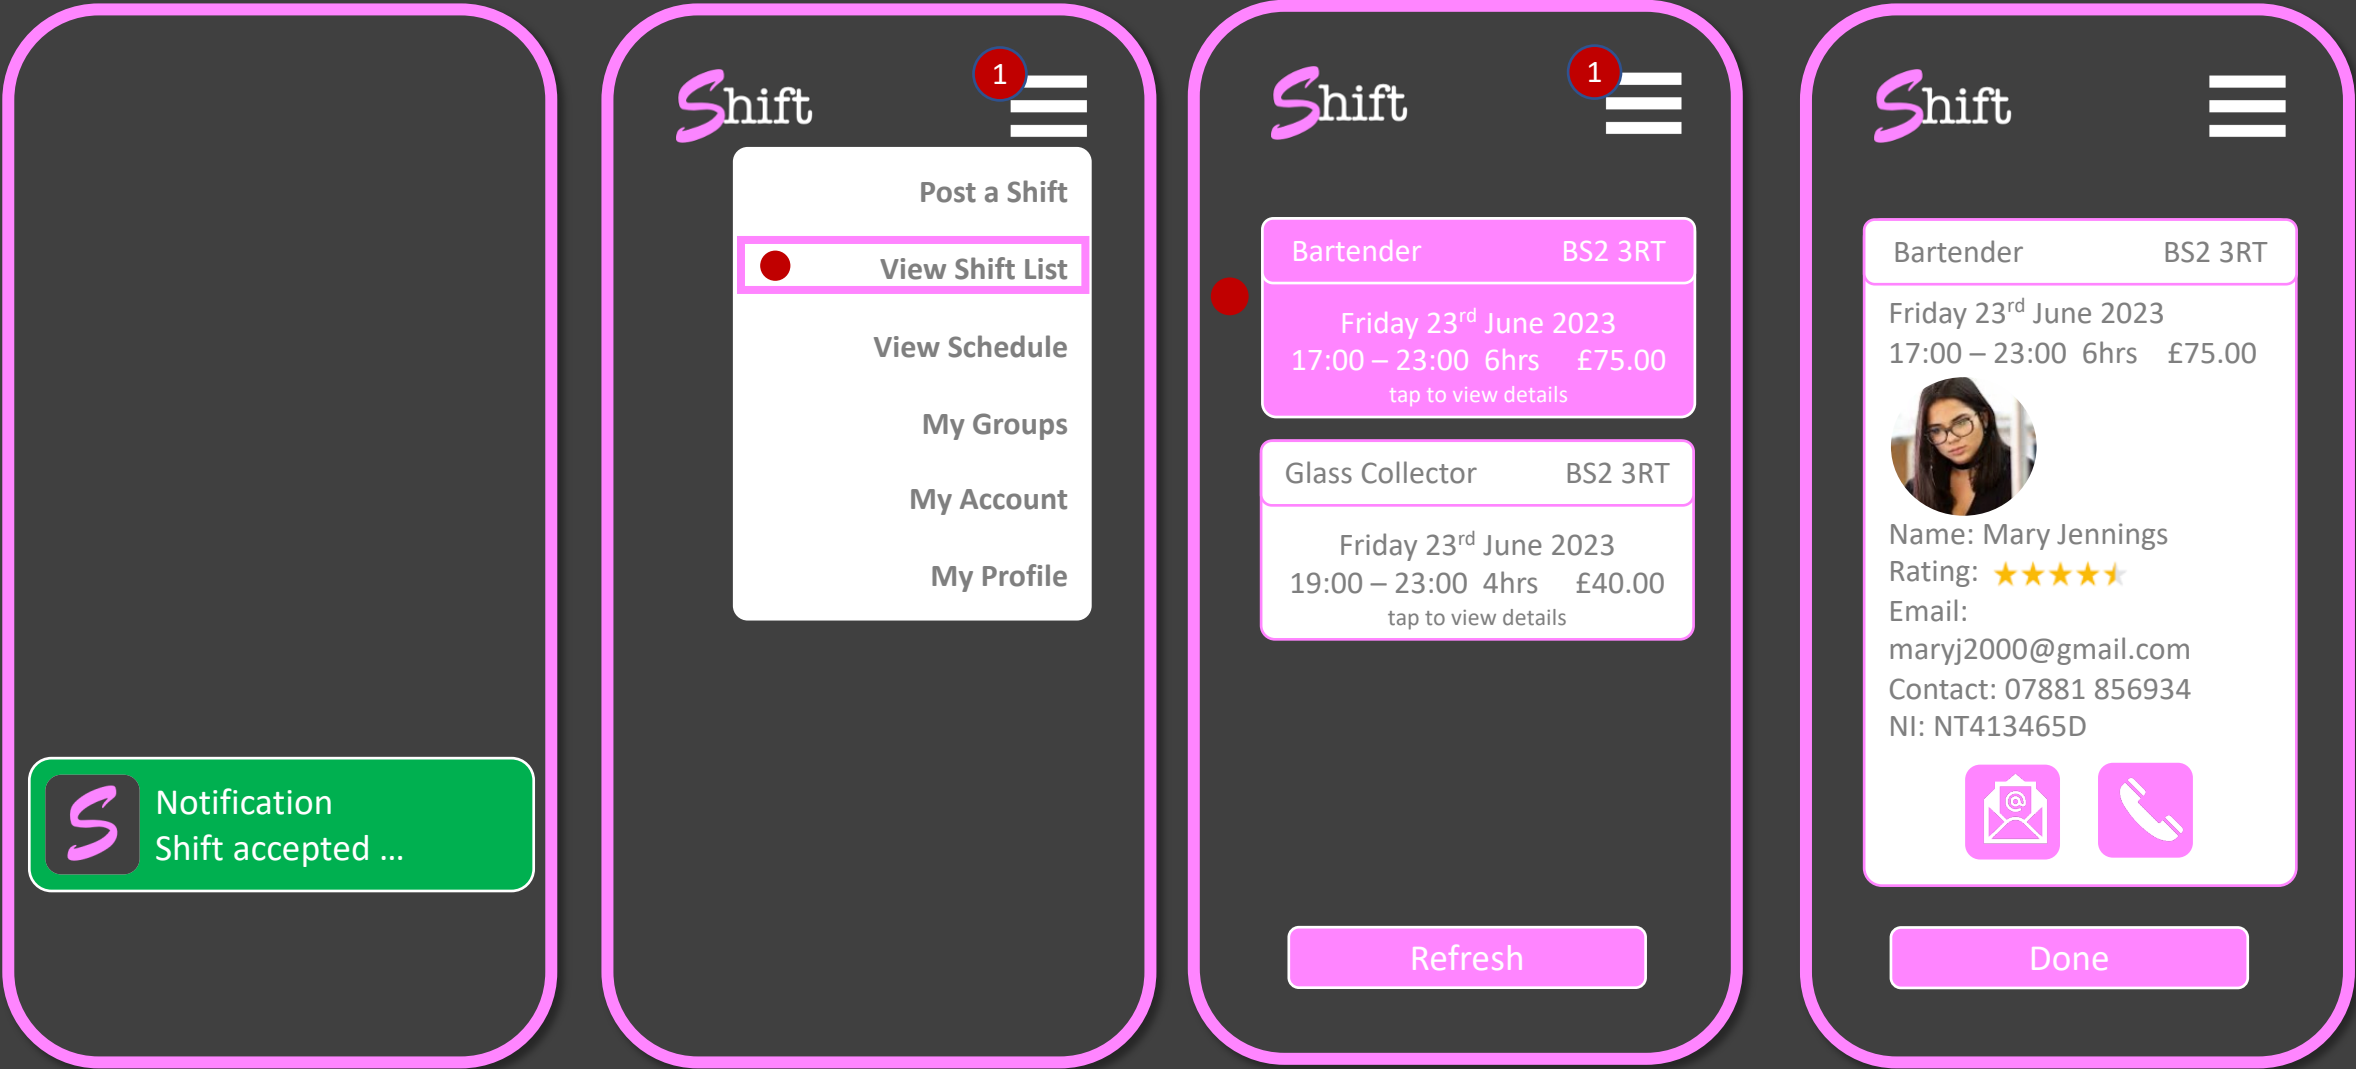 Notification
Shift accepted ...
Shift
1
Post a Shift
View Shift List
View Schedule
My Groups
My Account
My Profile
Shift
1
Bartender BS2 3RT
Friday 23rd June 2023
17:00 – 23:00 6hrs £75.00
tap to view details
Glass Collector BS2 3RT
Friday 23rd June 2023
19:00 – 23:00 4hrs £40.00
tap to view details
Refresh
Shift
Bartender BS2 3RT
Friday 23rd June 2023
17:00 – 23:00 6hrs £75.00
Name: Mary Jennings
Rating:
Email:
maryj2000@gmail.com
Contact: 07881 856934
NI: NT413465D
Done